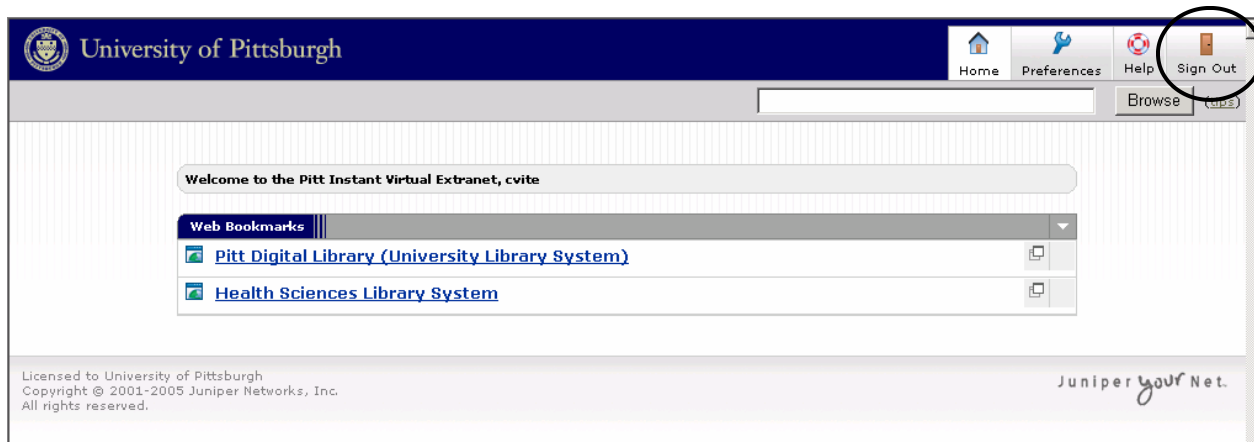 University of Pittsburgh
Home Preferences Help Sign Out
Browse (tips)
Welcome to the Pitt Instant Virtual Extranet, cvite
Web Bookmarks
Pitt Digital Library (University Library System)
Health Sciences Library System
Licensed to University of Pittsburgh
Copyright © 2001-2005 Juniper Networks, Inc.
All rights reserved.
Juniper your Net.